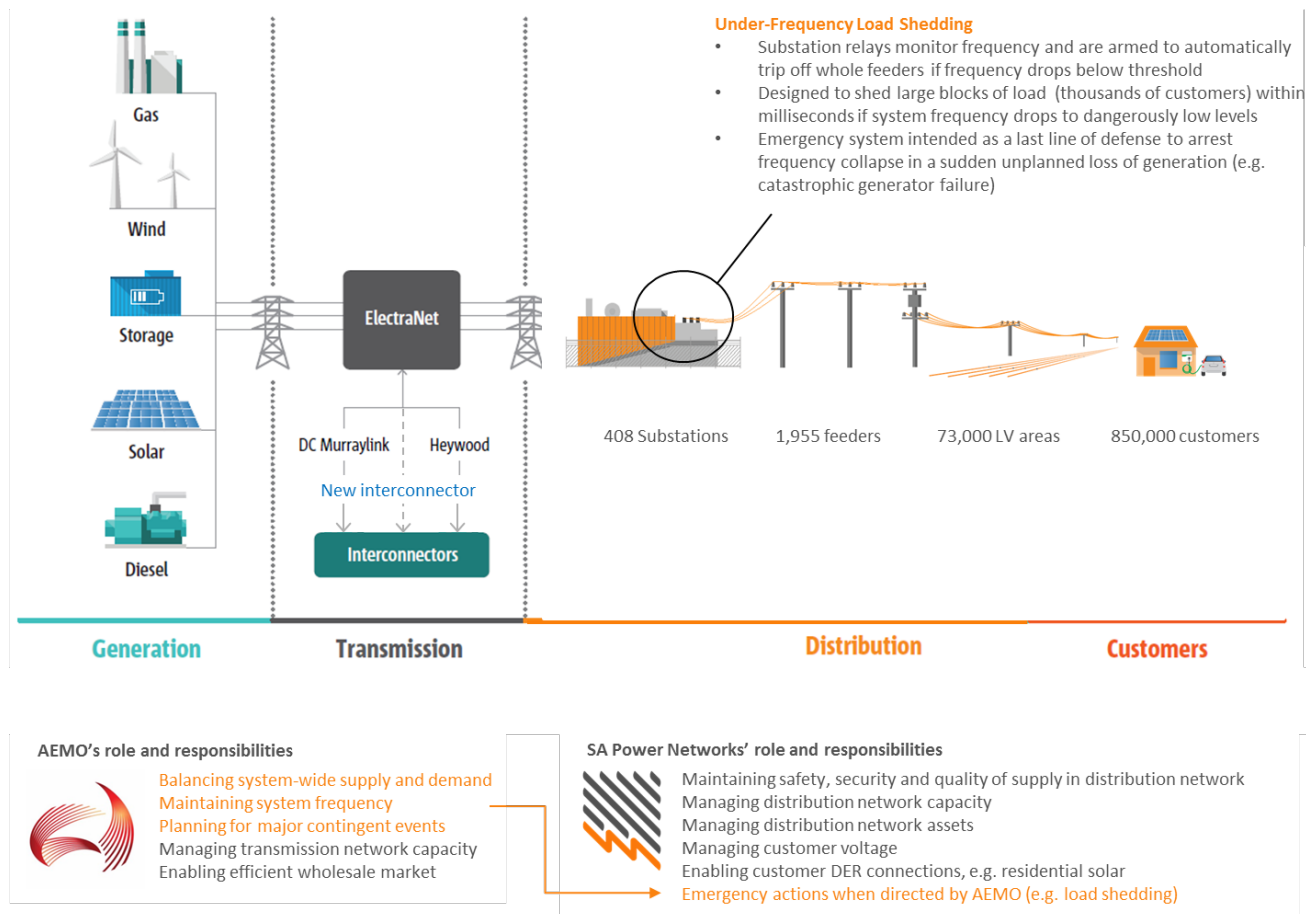 Under-Frequency Load Shedding
• Substation relays monitor frequency and are armed to automatically
trip off whole feeders if frequency drops below threshold
• Designed to shed large blocks of load (thousands of customers) within
milliseconds if system frequency drops to dangerously low levels
• Emergency system intended as a last line of defense to arrest
frequency collapse in a sudden unplanned loss of generation (e.g.
catastrophic generator failure)
Gas
Wind
Storage
Solar
Diesel
ElectraNet
DC Murraylink
Heywood
New interconnector
Interconnectors
408 Substations
1,955 feeders
73,000 LV areas
850,000 customers
Generation
Transmission
Distribution
Customers
AEMO's role and responsibilities
Balancing system-wide supply and demand
Maintaining system frequency
Planning for major contingent events
Managing transmission network capacity
Enabling efficient wholesale market
SA Power Networks' role and responsibilities
Maintaining safety, security and quality of supply in distribution network
Managing distribution network capacity
Managing distribution network assets
Managing customer voltage
Enabling customer DER connections, e.g. residential solar
Emergency actions when directed by AEMO (e.g. load shedding)